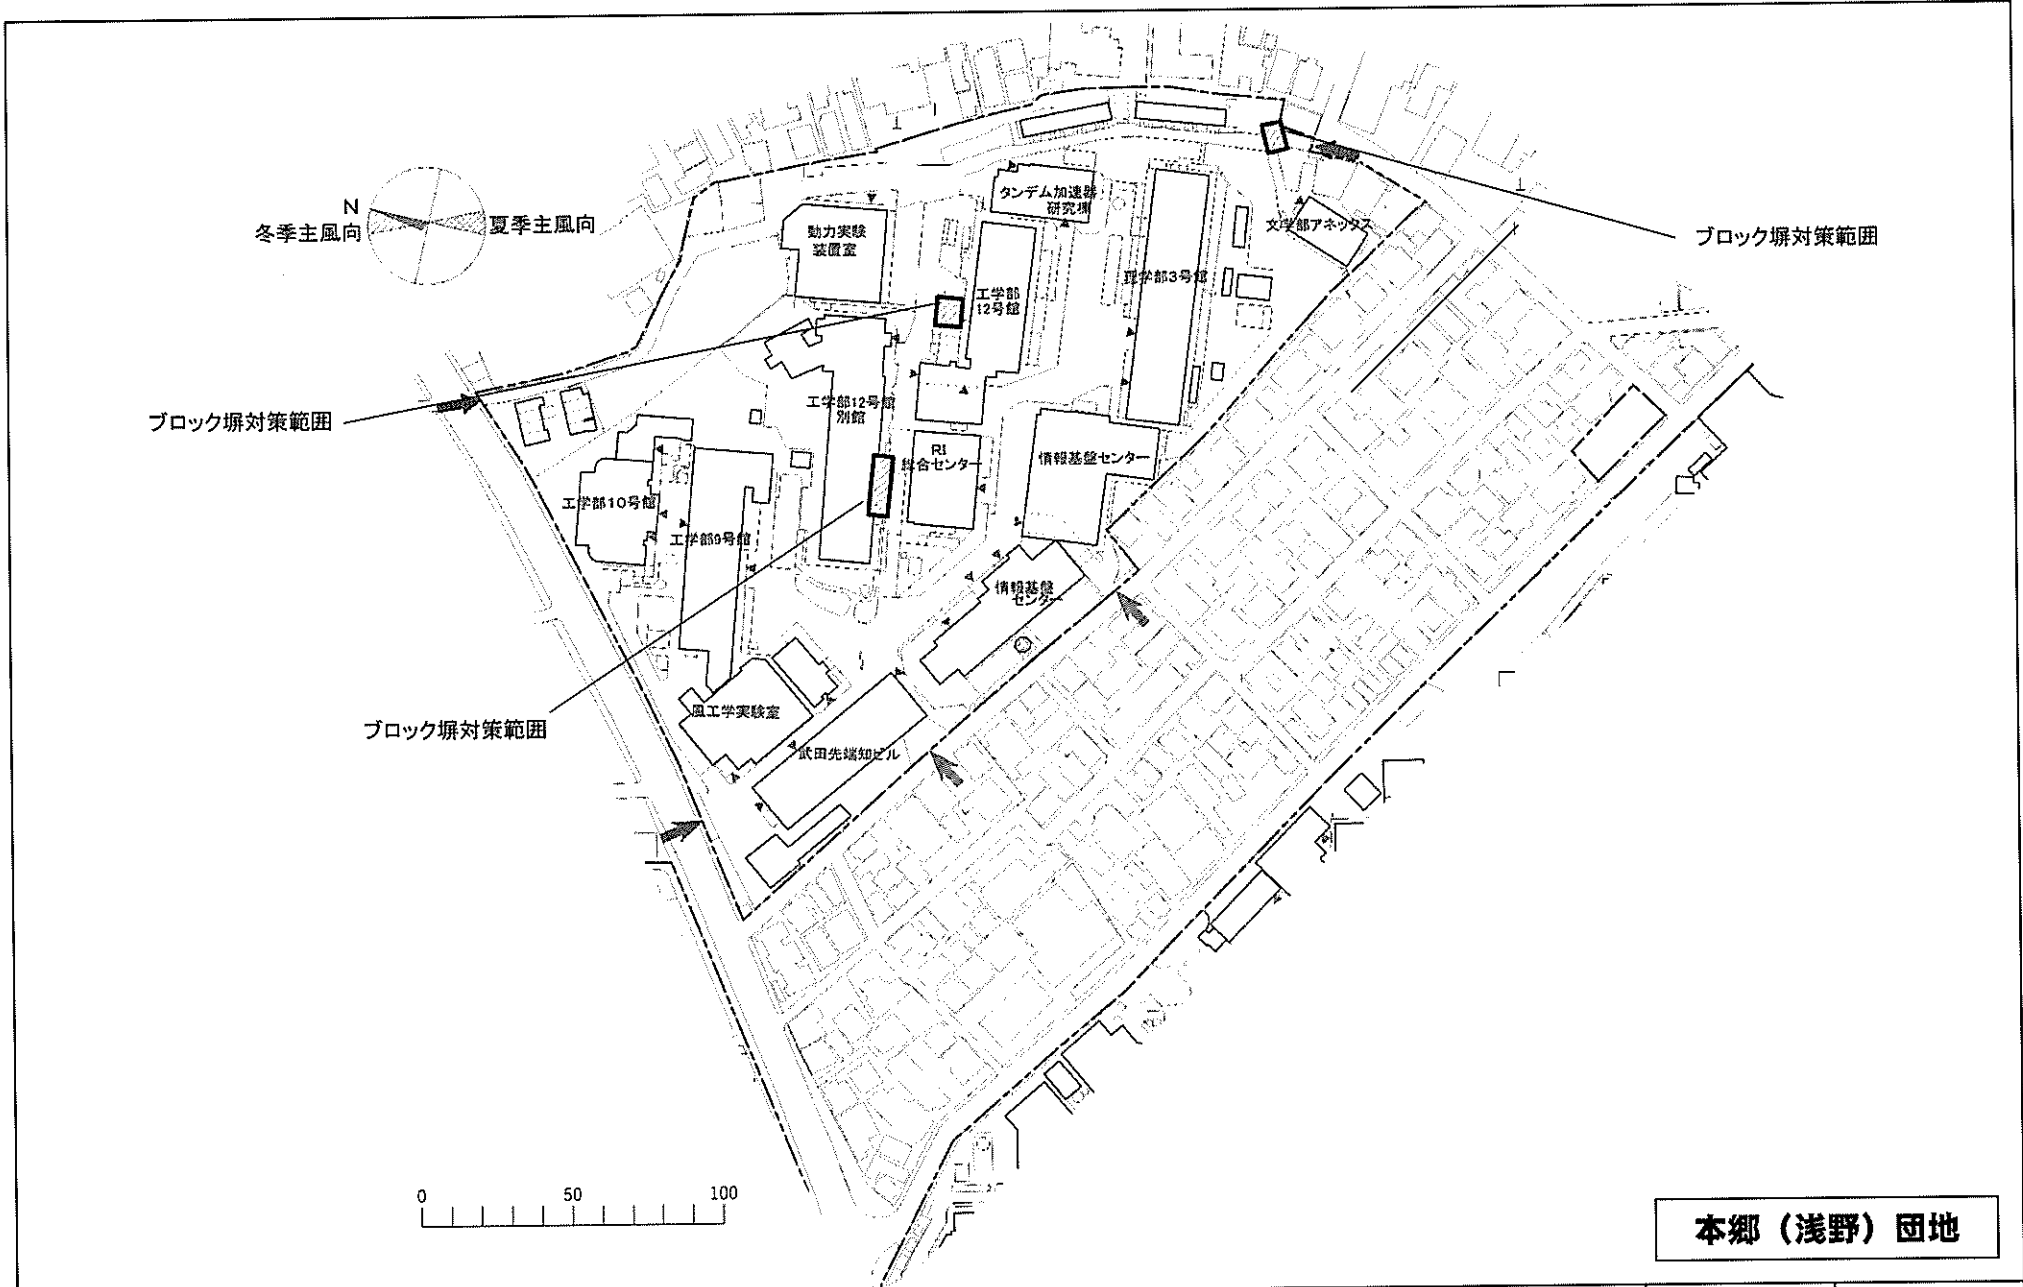 N
冬季主風向
夏季主風向
タンデム加速器
研究棟
動力実験
装置室
文学部アネックス
ブロック塀対策範囲
理学部3号館
工学部
12号館
ブロック塀対策範囲
工学部12号館
別館
RI
総合センター
情報基盤センター
工学部10号館
工学部9号館
情報基盤
センター
ブロック塀対策範囲
風工学実験室
武田先端知ビル
0
50
100
本郷（浅野）団地